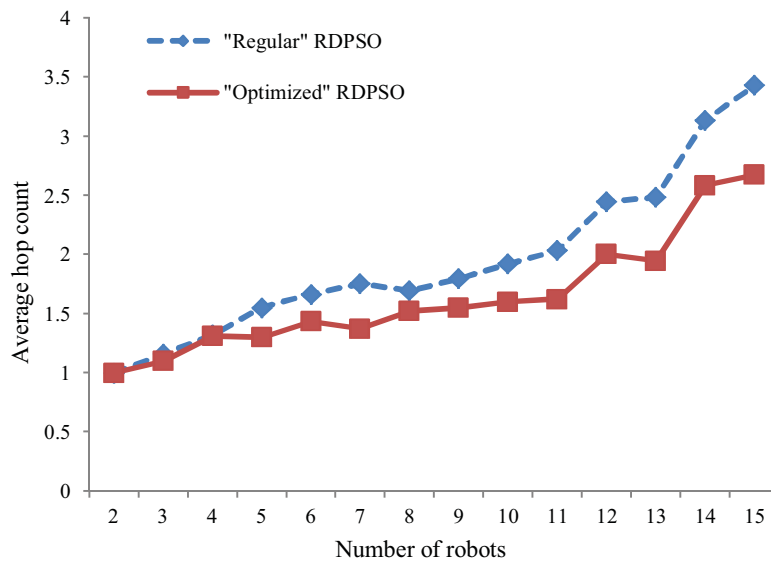 4
3.5
3
2.5
2
1.5
1
0.5
0
"Regular" RDPSO
"Optimized" RDPSO
Average hop count
2 3 4 5 6 7 8 9 10 11 12 13 14 15
Number of robots